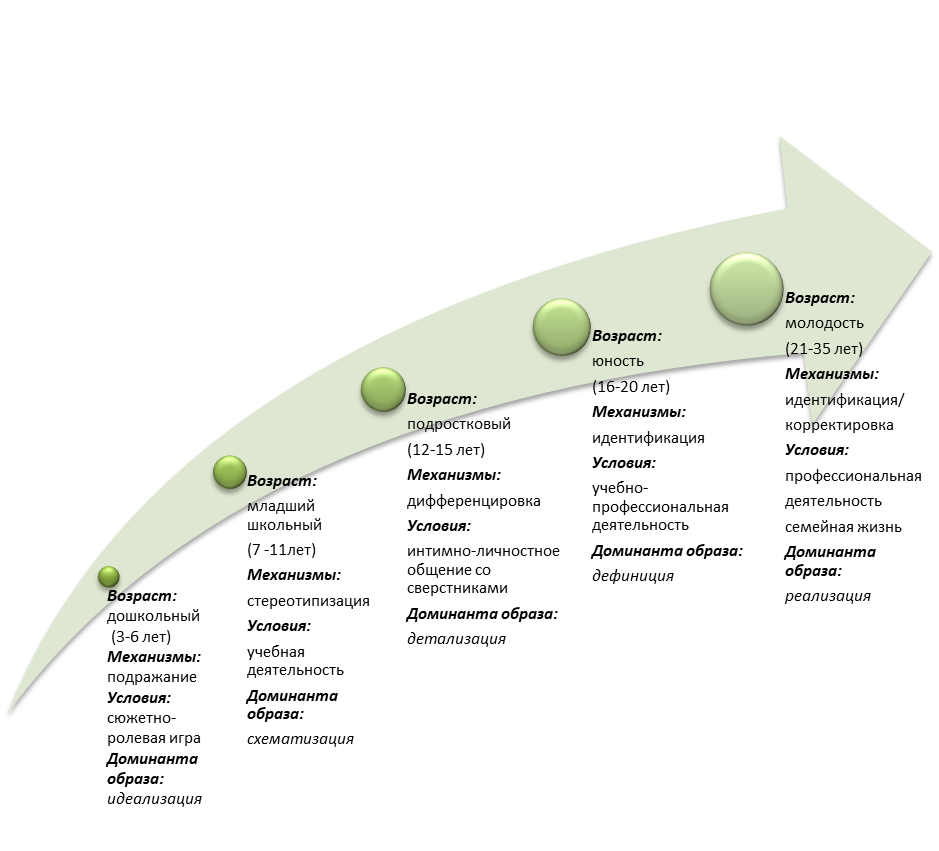 Возраст:
дошкольный
(3-6 лет)
Механизмы:
подражание
Условия:
сюжетно-
ролевая игра
Доминанта
образа:
идеализация
Возраст:
младший
школьный
(7 -11лет)
Механизмы:
стереотипизация
Условия:
учебная
деятельность
Доминанта
образа:
схематизация
Возраст:
подростковый
(12-15 лет)
Механизмы:
дифференцировка
Условия:
интимно-личностное
общение со
сверстниками
Доминанта образа:
детализация
Возраст:
юность
(16-20 лет)
Механизмы:
идентификация
Условия:
учебно-
профессиональная
деятельность
Доминанта образа:
дефиниция
Возраст:
молодость
(21-35 лет)
Механизмы:
идентификация/
корректировка
Условия:
профессиональная
деятельность
семейная жизнь
Доминанта
образа:
реализация